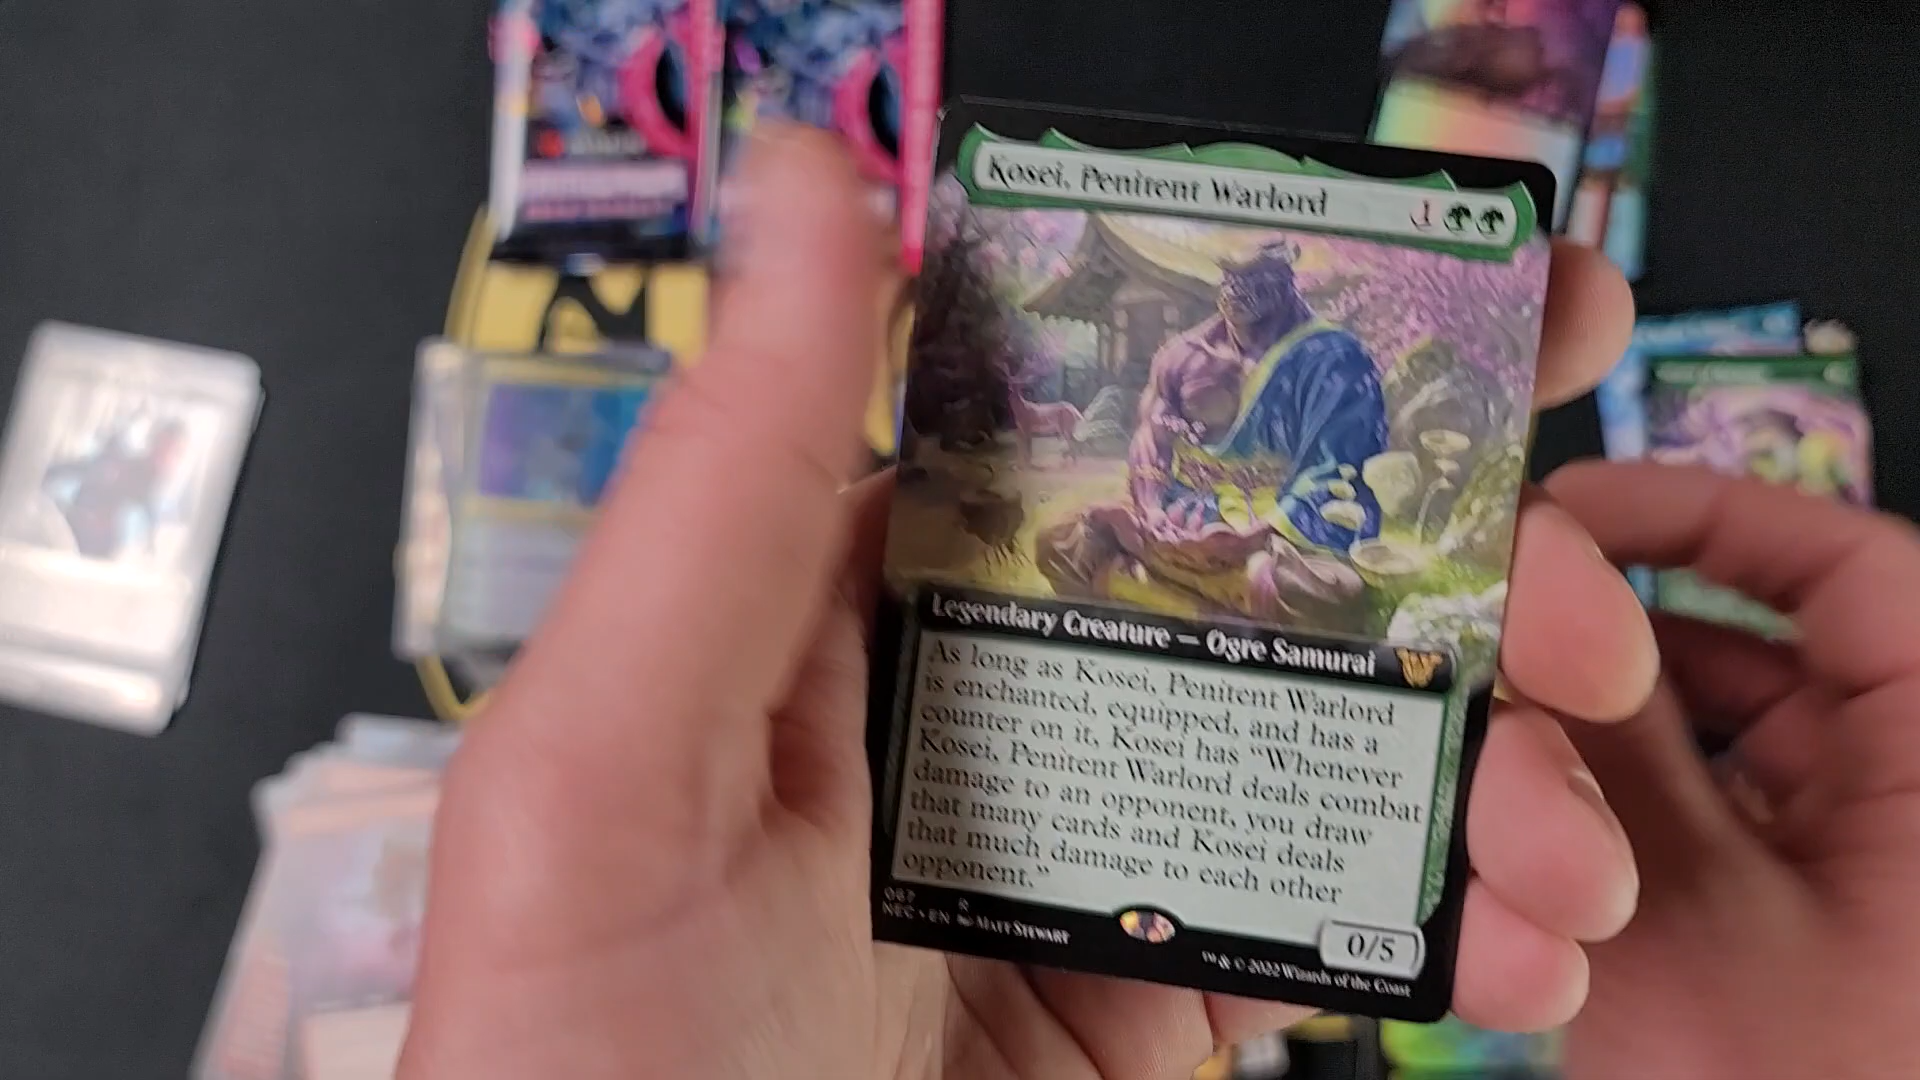 Kosei, Penitent Warlord
1
Legendary Creature — Ogre Samurai
As long as Kosei, Penitent Warlord
is enchanted, equipped, and has a
counter on it, Kosei has “Whenever
Kosei, Penitent Warlord deals combat
damage to an opponent, you draw
that many cards and Kosei deals
that much damage to each other
opponent.”
R
NEC • EN MATT STEWART
0/5
™ & © 2022 Wizards of the Coast